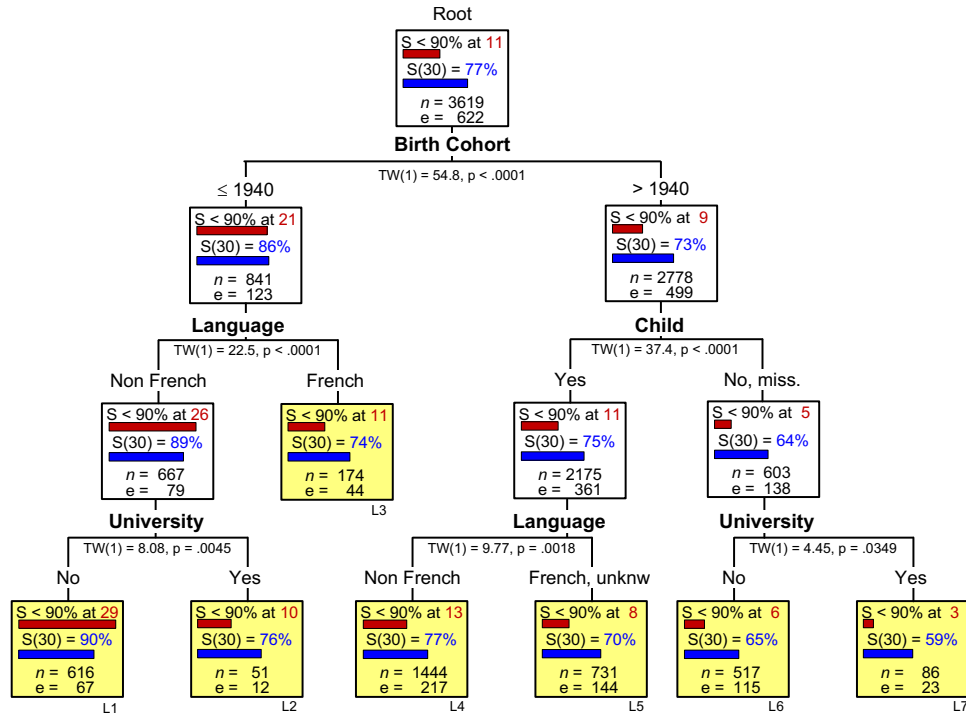 Root
S < 90% at 11
S(30) = 77%
n = 3619
e = 622
Birth Cohort
TW(1) = 54.8, p < .0001
≤ 1940
S < 90% at 21
S(30) = 86%
n = 841
e = 123
Language
> 1940
S < 90% at 9
S(30) = 73%
n = 2778
e = 499
Child
TW(1) = 22.5, p < .0001
Non French
S < 90% at 26
S(30) = 89%
n = 667
e = 79
University
French
S < 90% at 11
S(30) = 74%
n = 174
e = 44
L3
TW(1) = 37.4, p < .0001
Yes
S < 90% at 11
S(30) = 75%
n = 2175
e = 361
Language
No, miss.
S < 90% at 5
S(30) = 64%
n = 603
e = 138
University
TW(1) = 8.08, p = .0045
No
S < 90% at 29
S(30) = 90%
n = 616
e = 67
L1
Yes
S < 90% at 10
S(30) = 76%
n = 51
e = 12
L2
TW(1) = 9.77, p = .0018
Non French
S < 90% at 13
S(30) = 77%
n = 1444
e = 217
L4
French, unknw
S < 90% at 8
S(30) = 70%
n = 731
e = 144
L5
TW(1) = 4.45, p = .0349
No
S < 90% at 6
S(30) = 65%
n = 517
e = 115
L6
Yes
S < 90% at 3
S(30) = 59%
n = 86
e = 23
L7